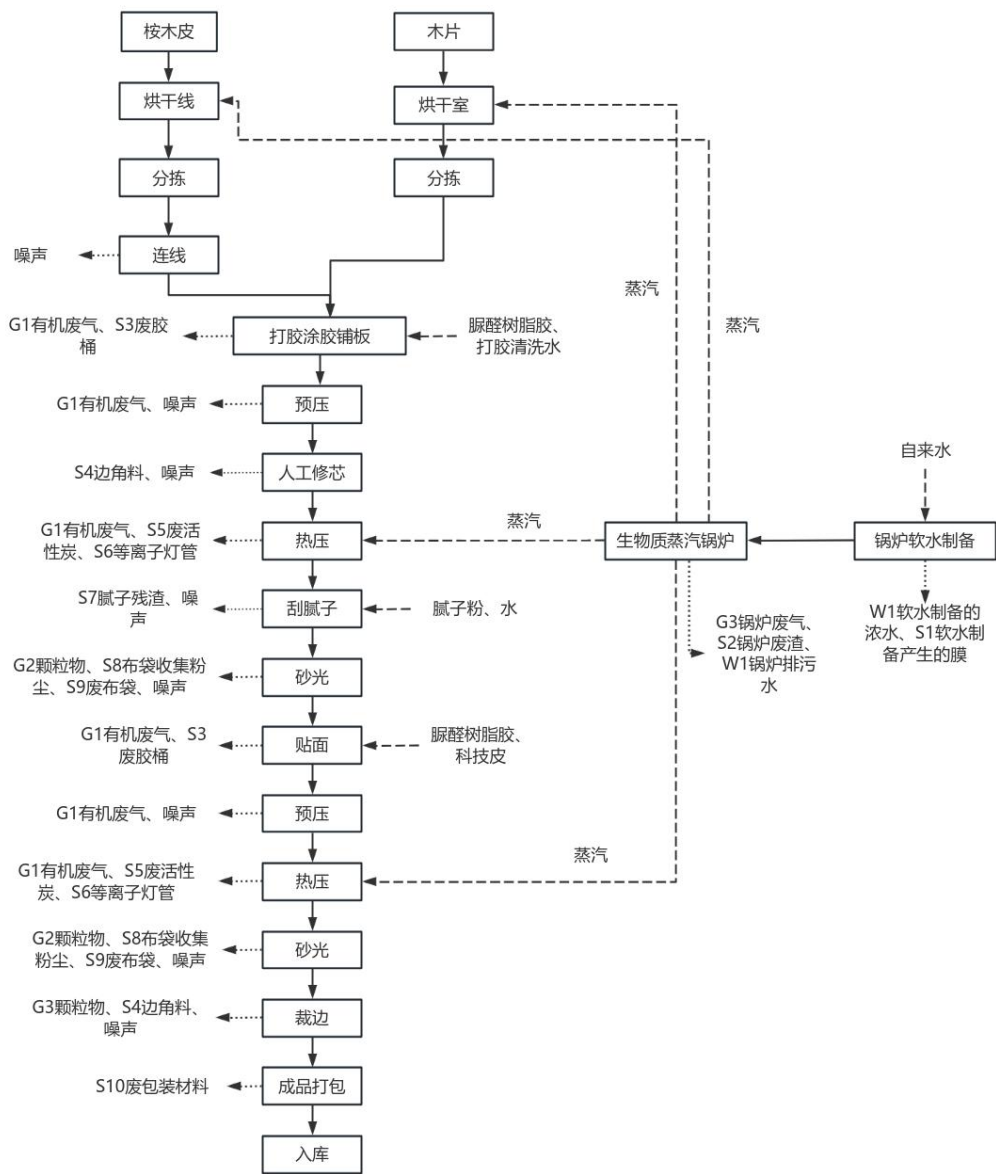 桉木皮
木片
烘干线
烘干室
分拣
分拣
噪声
连线
蒸汽
蒸汽
G1有机废气、S3废胶
桶
打胶涂胶铺板
脲醛树脂胶、
打胶清洗水
G1有机废气、噪声
预压
S4边角料、噪声
人工修芯
自来水
G1有机废气、S5废活
性炭、S6等离子灯管
热压
蒸汽
生物质蒸汽锅炉
锅炉软水制备
S7腻子残渣、噪
声
刮腻子
腻子粉、水
G3锅炉废气、
S2锅炉废渣、
W1锅炉排污
水
W1软水制备的
浓水、S1软水制
备产生的膜
G2颗粒物、S8布袋收集粉
尘、S9废布袋、噪声
砂光
G1有机废气、S3
废胶桶
贴面
脲醛树脂胶、
科技皮
G1有机废气、噪声
预压
蒸汽
G1有机废气、S5废活性
炭、S6等离子灯管
热压
G2颗粒物、S8布袋收集
粉尘、S9废布袋、噪声
砂光
G3颗粒物、S4边角料、
噪声
裁边
S10废包装材料
成品打包
入库